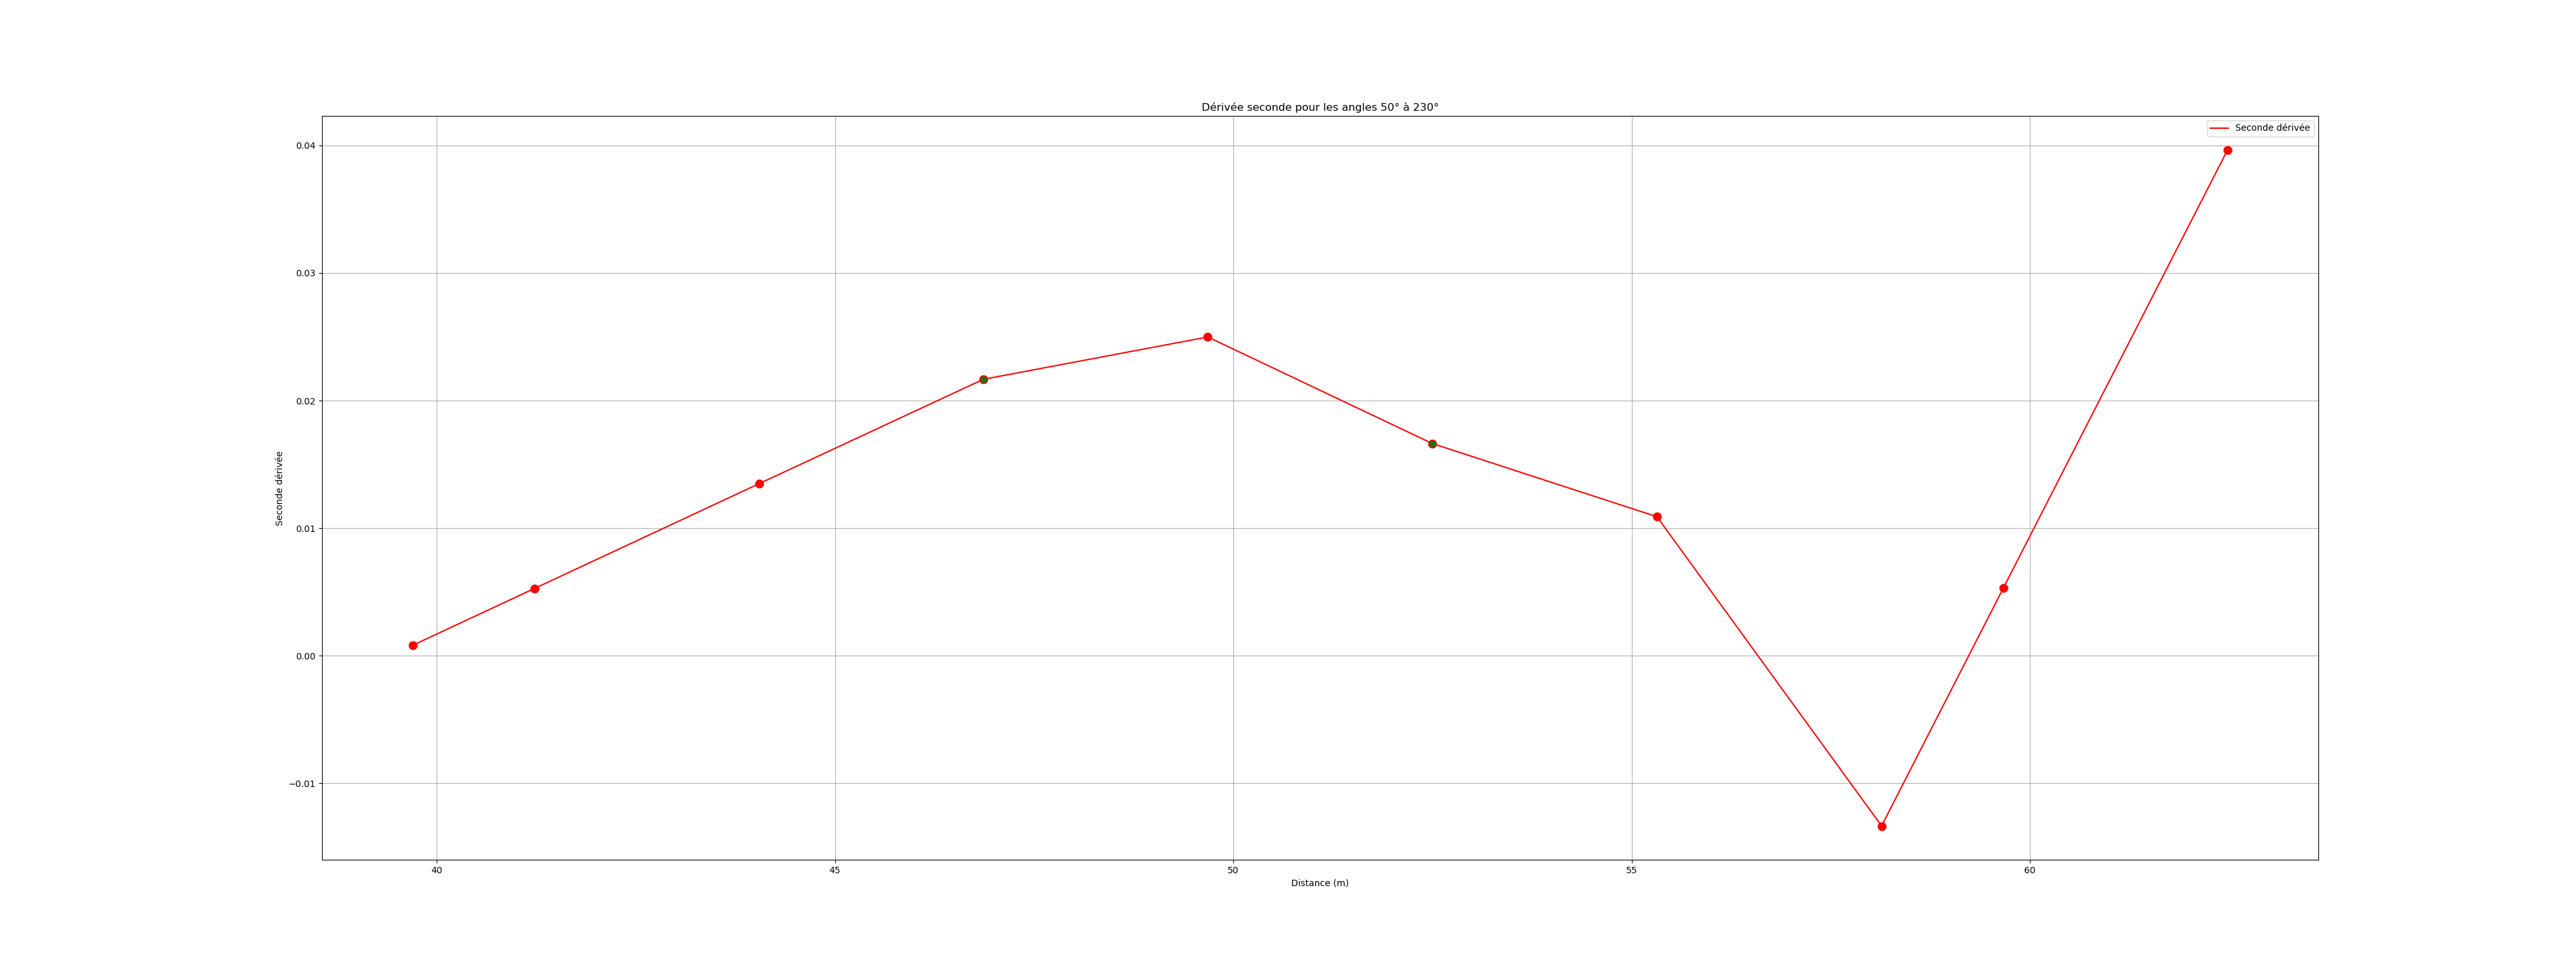 Dérivée seconde pour les angles 50° à 230°
Seconde dérivée
0.04
0.03
0.02
0.01
0.00
−0.01
Seconde dérivée
40
45
50
55
60
Distance (m)